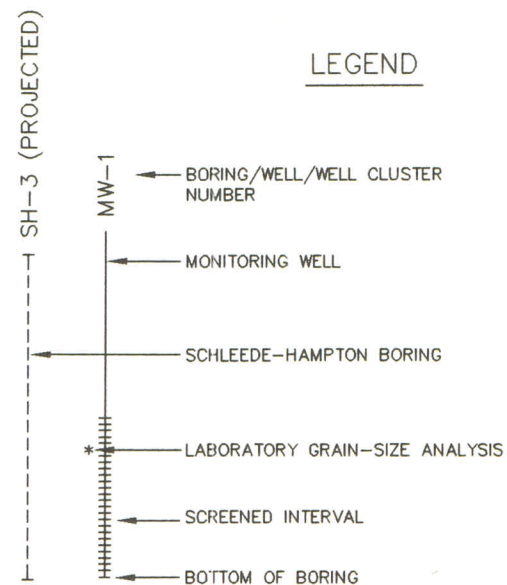 LEGEND
SH-3 (PROJECTED)
MW-1
BORING/WELL/WELL CLUSTER
NUMBER
MONITORING WELL
SCHLEEDE-HAMPTON BORING
* LABORATORY GRAIN-SIZE ANALYSIS
SCREENED INTERVAL
BOTTOM OF BORING